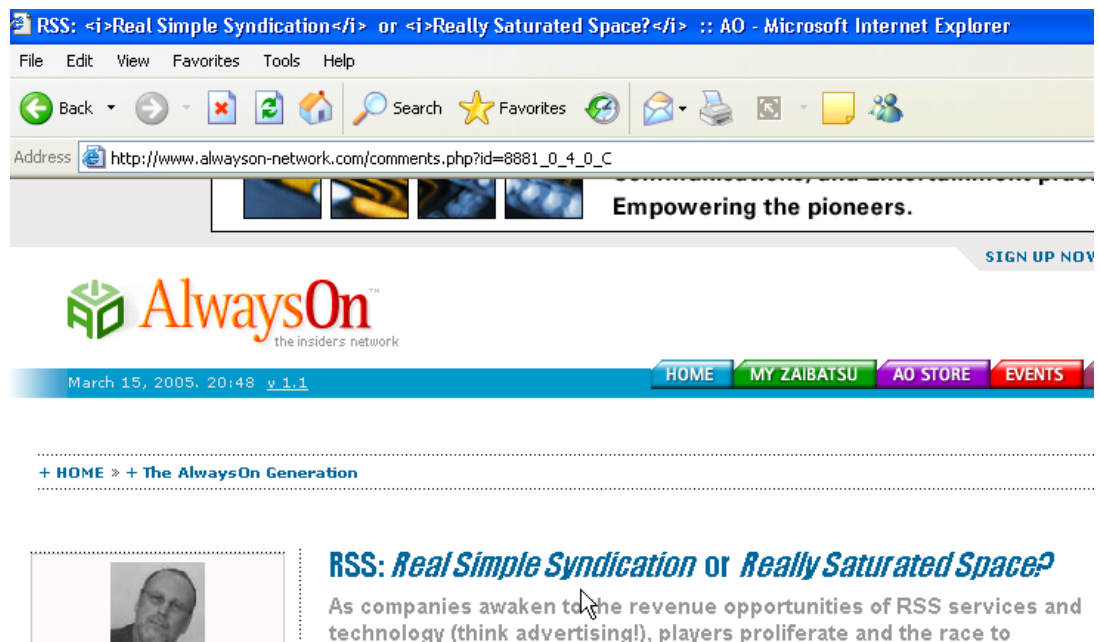 RSS: <i>Real Simple Syndication</i> or <i>Really Saturated Space?</i> :: AO - Microsoft Internet Explorer
File Edit View Favorites Tools Help
Back Search Favorites
Address http://www.alwayson-network.com/comments.php?id=8881_0_4_0_C
Empowering the pioneers.
SIGN UP NOW
AlwaysOn™
the insiders network
March 15, 2005. 20:48 v 1.1
HOME MY ZAIBATSU AO STORE EVENTS
+ HOME » + The AlwaysOn Generation
RSS: Real Simple Syndication or Really Saturated Space?
As companies awaken to the revenue opportunities of RSS services and
technology (think advertising!), players proliferate and the race to